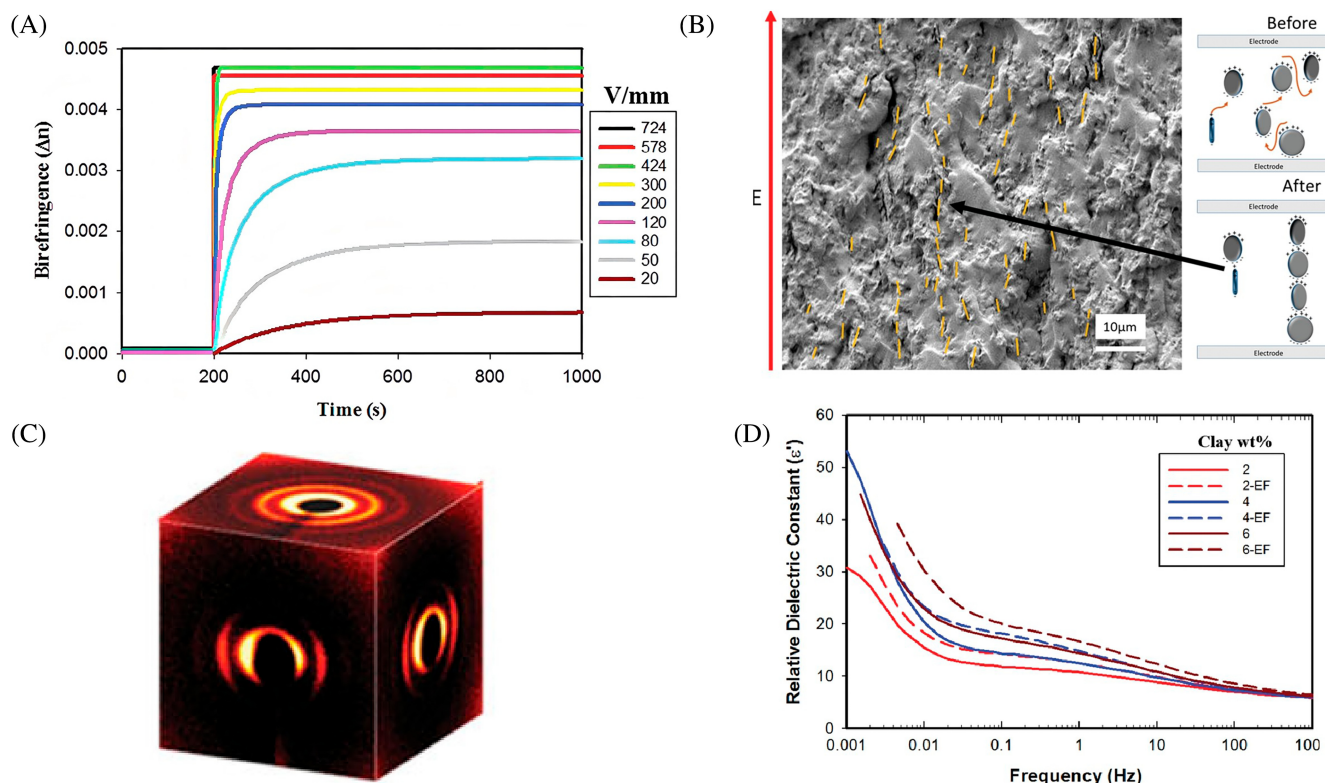 (A)
0.005
0.004
0.003
0.002
0.001
0.000
Birefringence (Δn)
0
200
400
600
800
1000
Time (s)
V/mm
724
578
424
300
200
120
80
50
20
(B)
E
10μm
Before
Electrode
Electrode
After
Electrode
Electrode
(C)
(D)
60
50
40
30
20
10
0
Relative Dielectric Constant (ε')
0.001
0.01
0.1
1
10
100
100
Frequency (Hz)
Clay wt%
2
2-EF
4
4-EF
6
6-EF